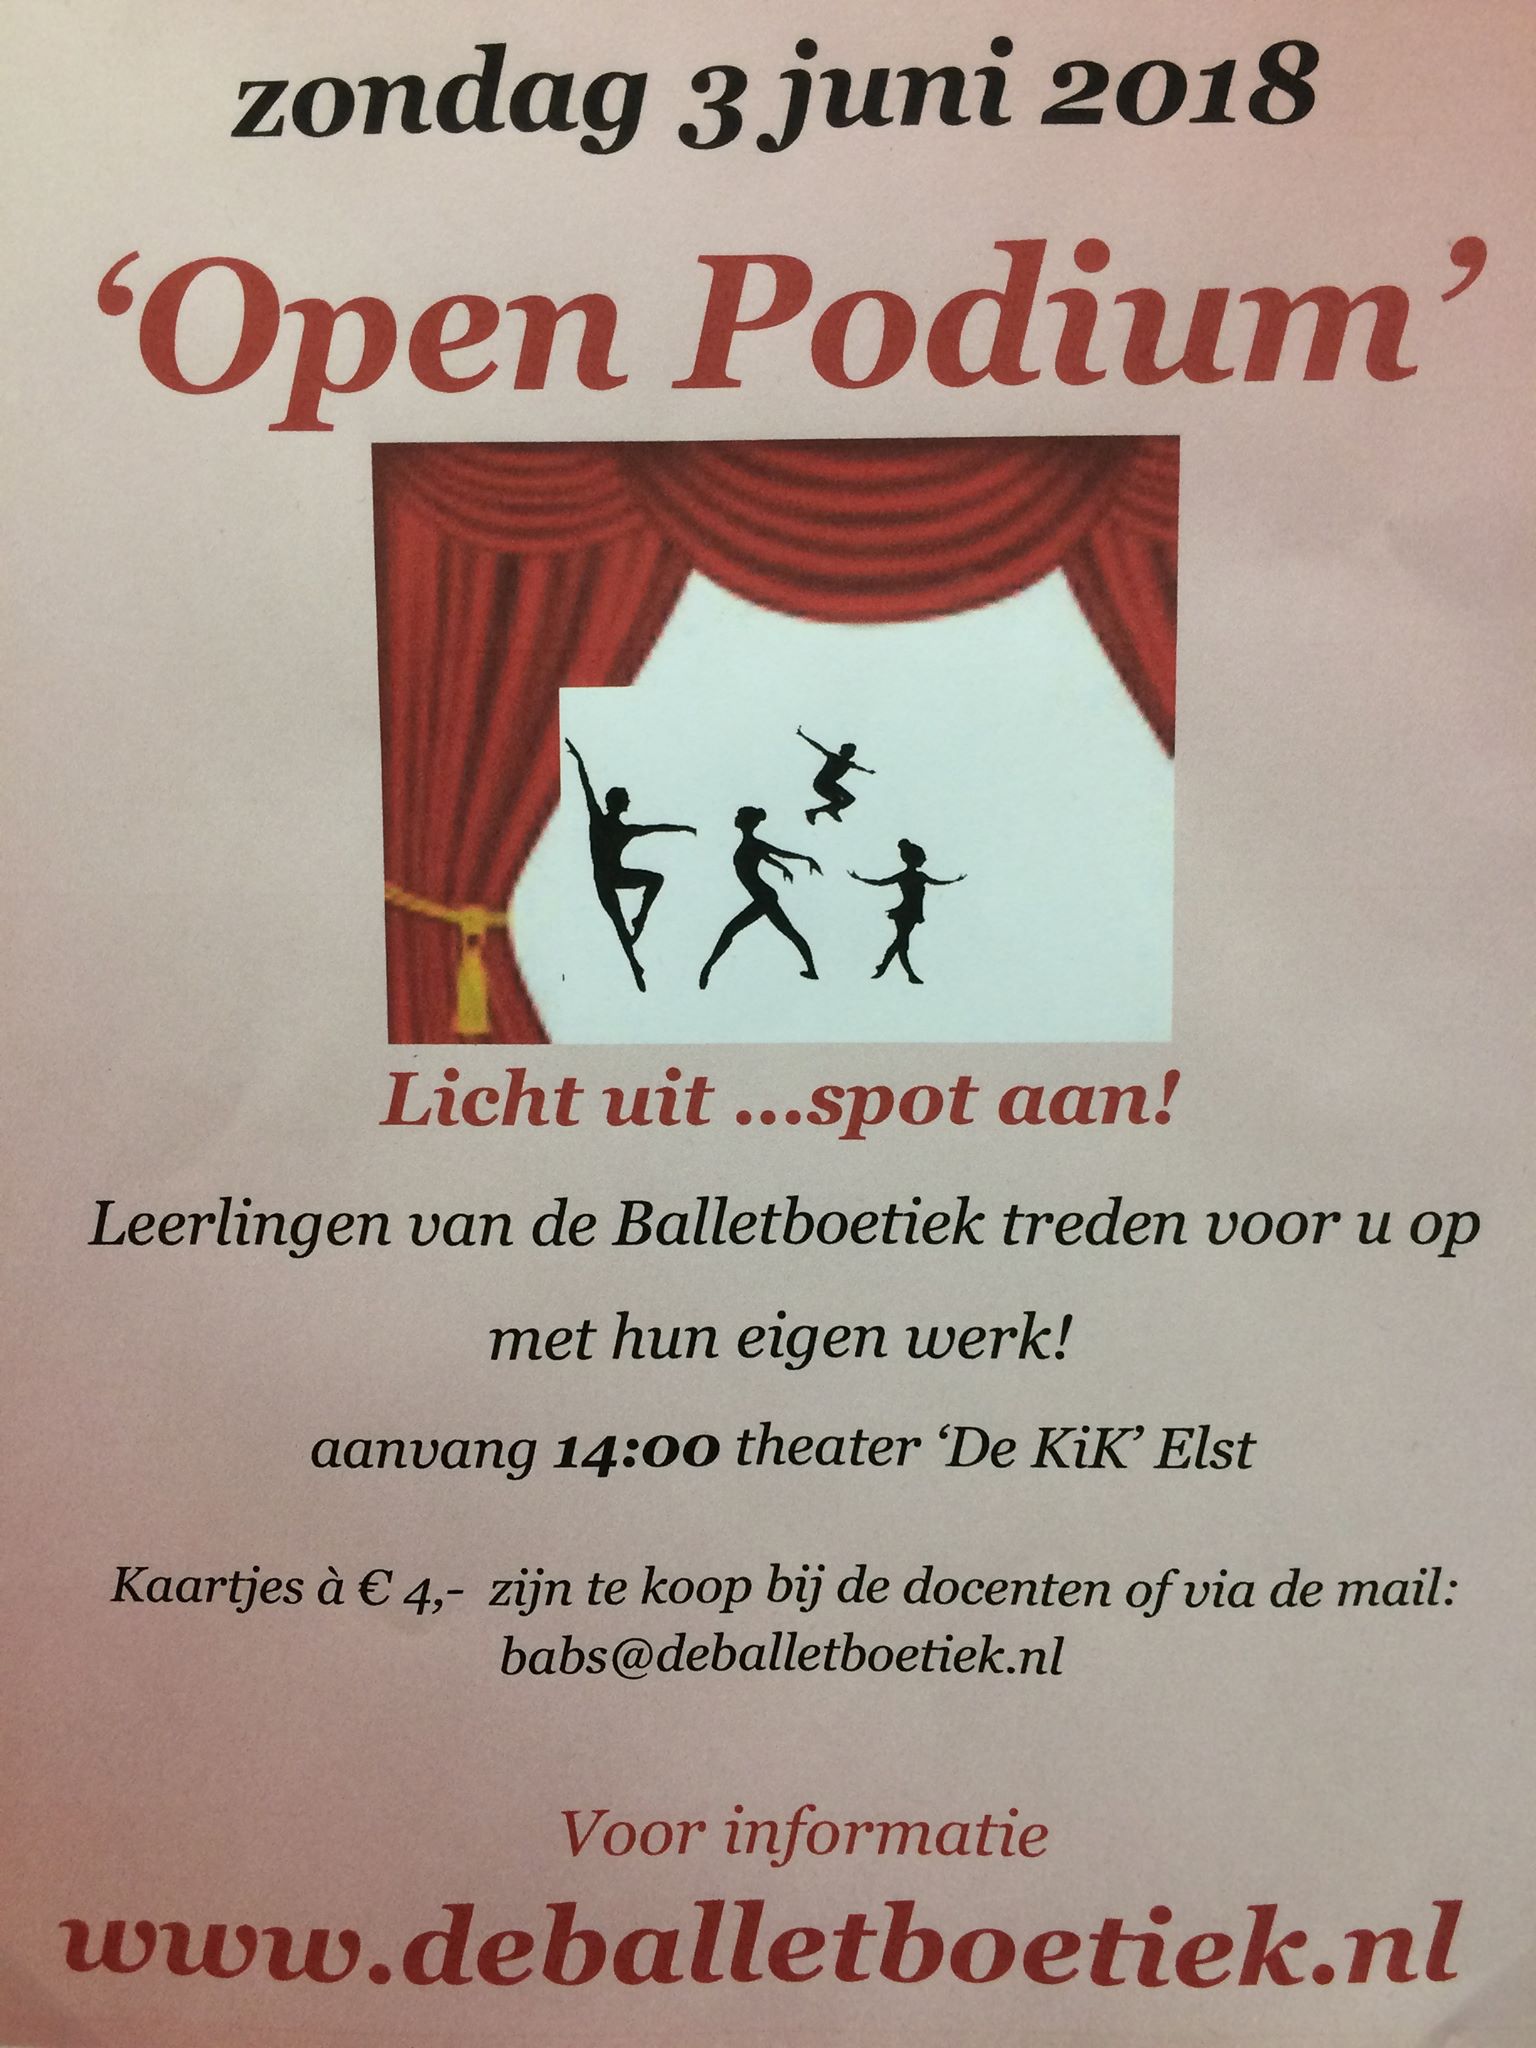 zondag 3 juni 2018
‘Open Podium’
Licht uit ...spot aan!
Leerlingen van de Balletboetiek treden voor u op
met hun eigen werk!
aanvang 14:00 theater ‘De KiK’ Elst
Kaartjes à € 4,- zijn te koop bij de docenten of via de mail:
babs@deballetboetiek.nl
Voor informatie
www.deballetboetiek.nl